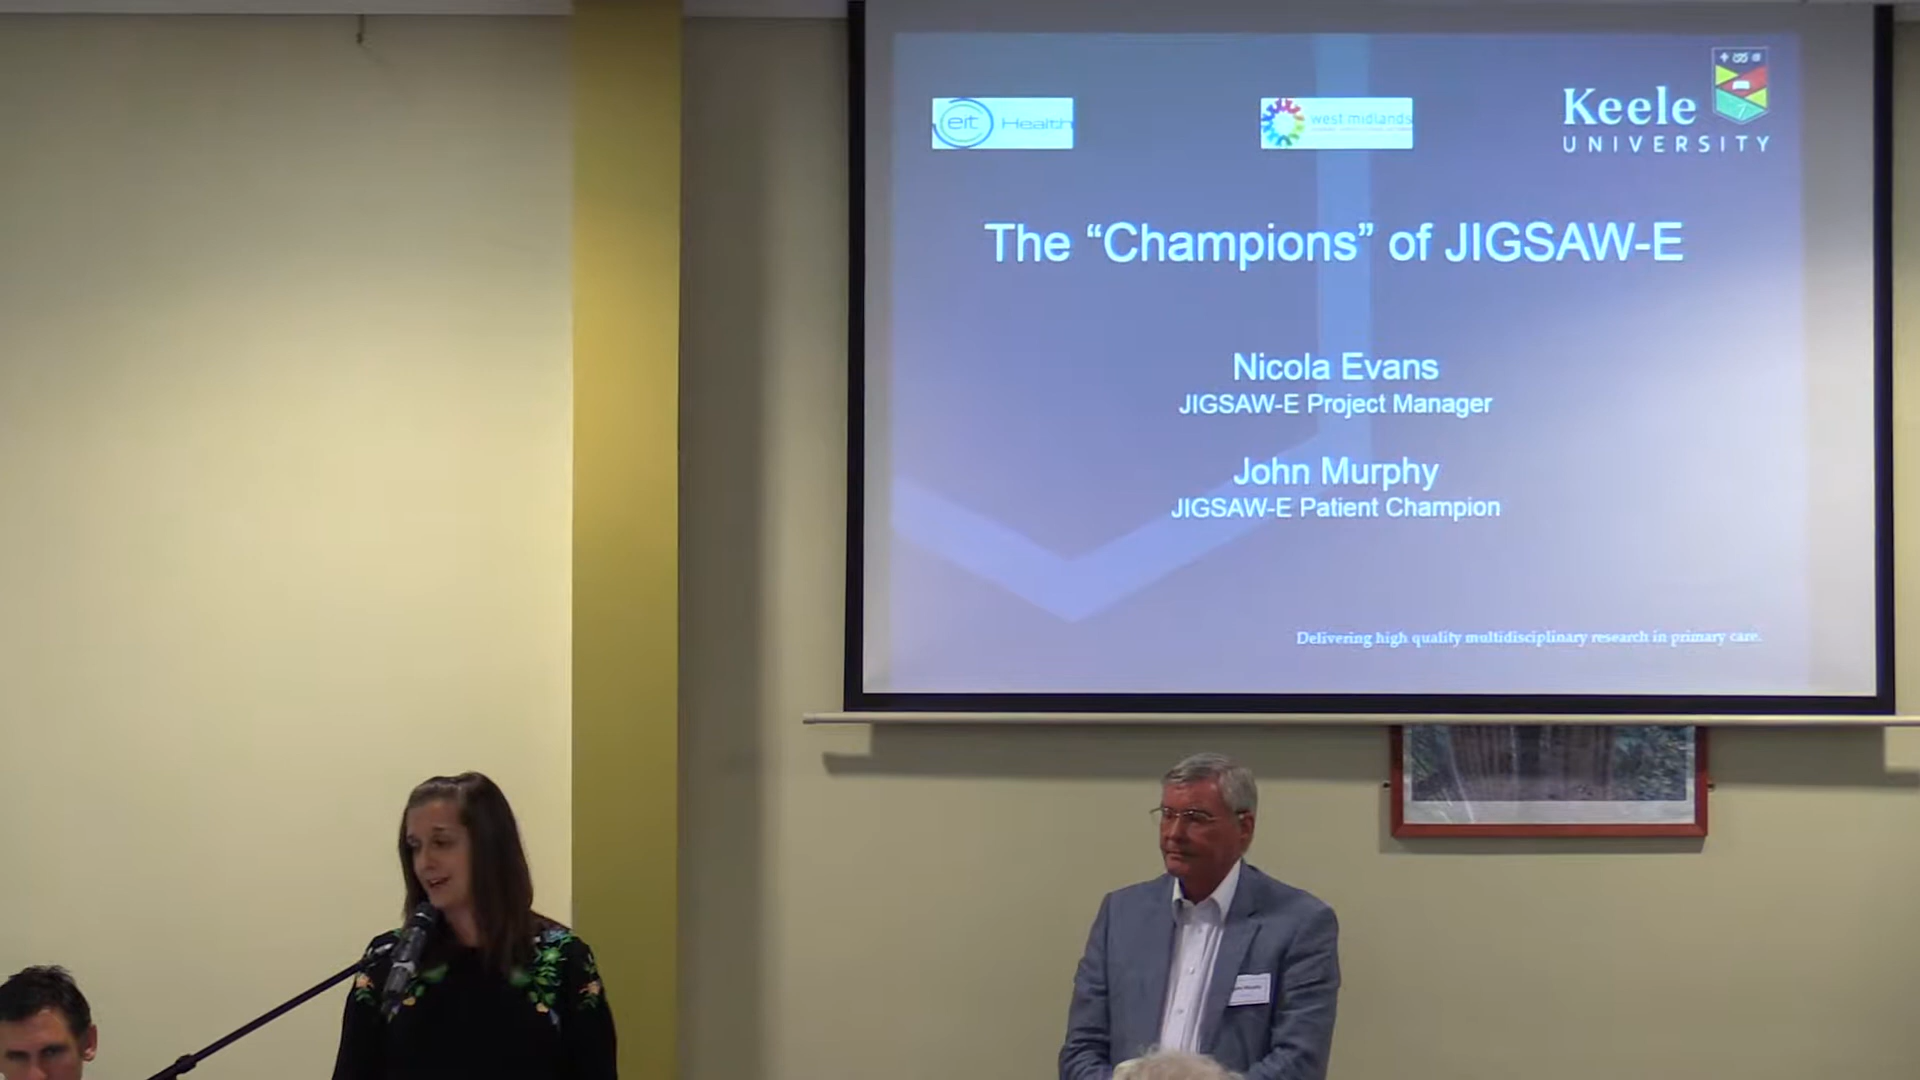 eit Health
west midlands
Keele
UNIVERSITY
The “Champions” of JIGSAW-E
Nicola Evans
JIGSAW-E Project Manager
John Murphy
JIGSAW-E Patient Champion
Delivering high quality multidisciplinary research in primary care.